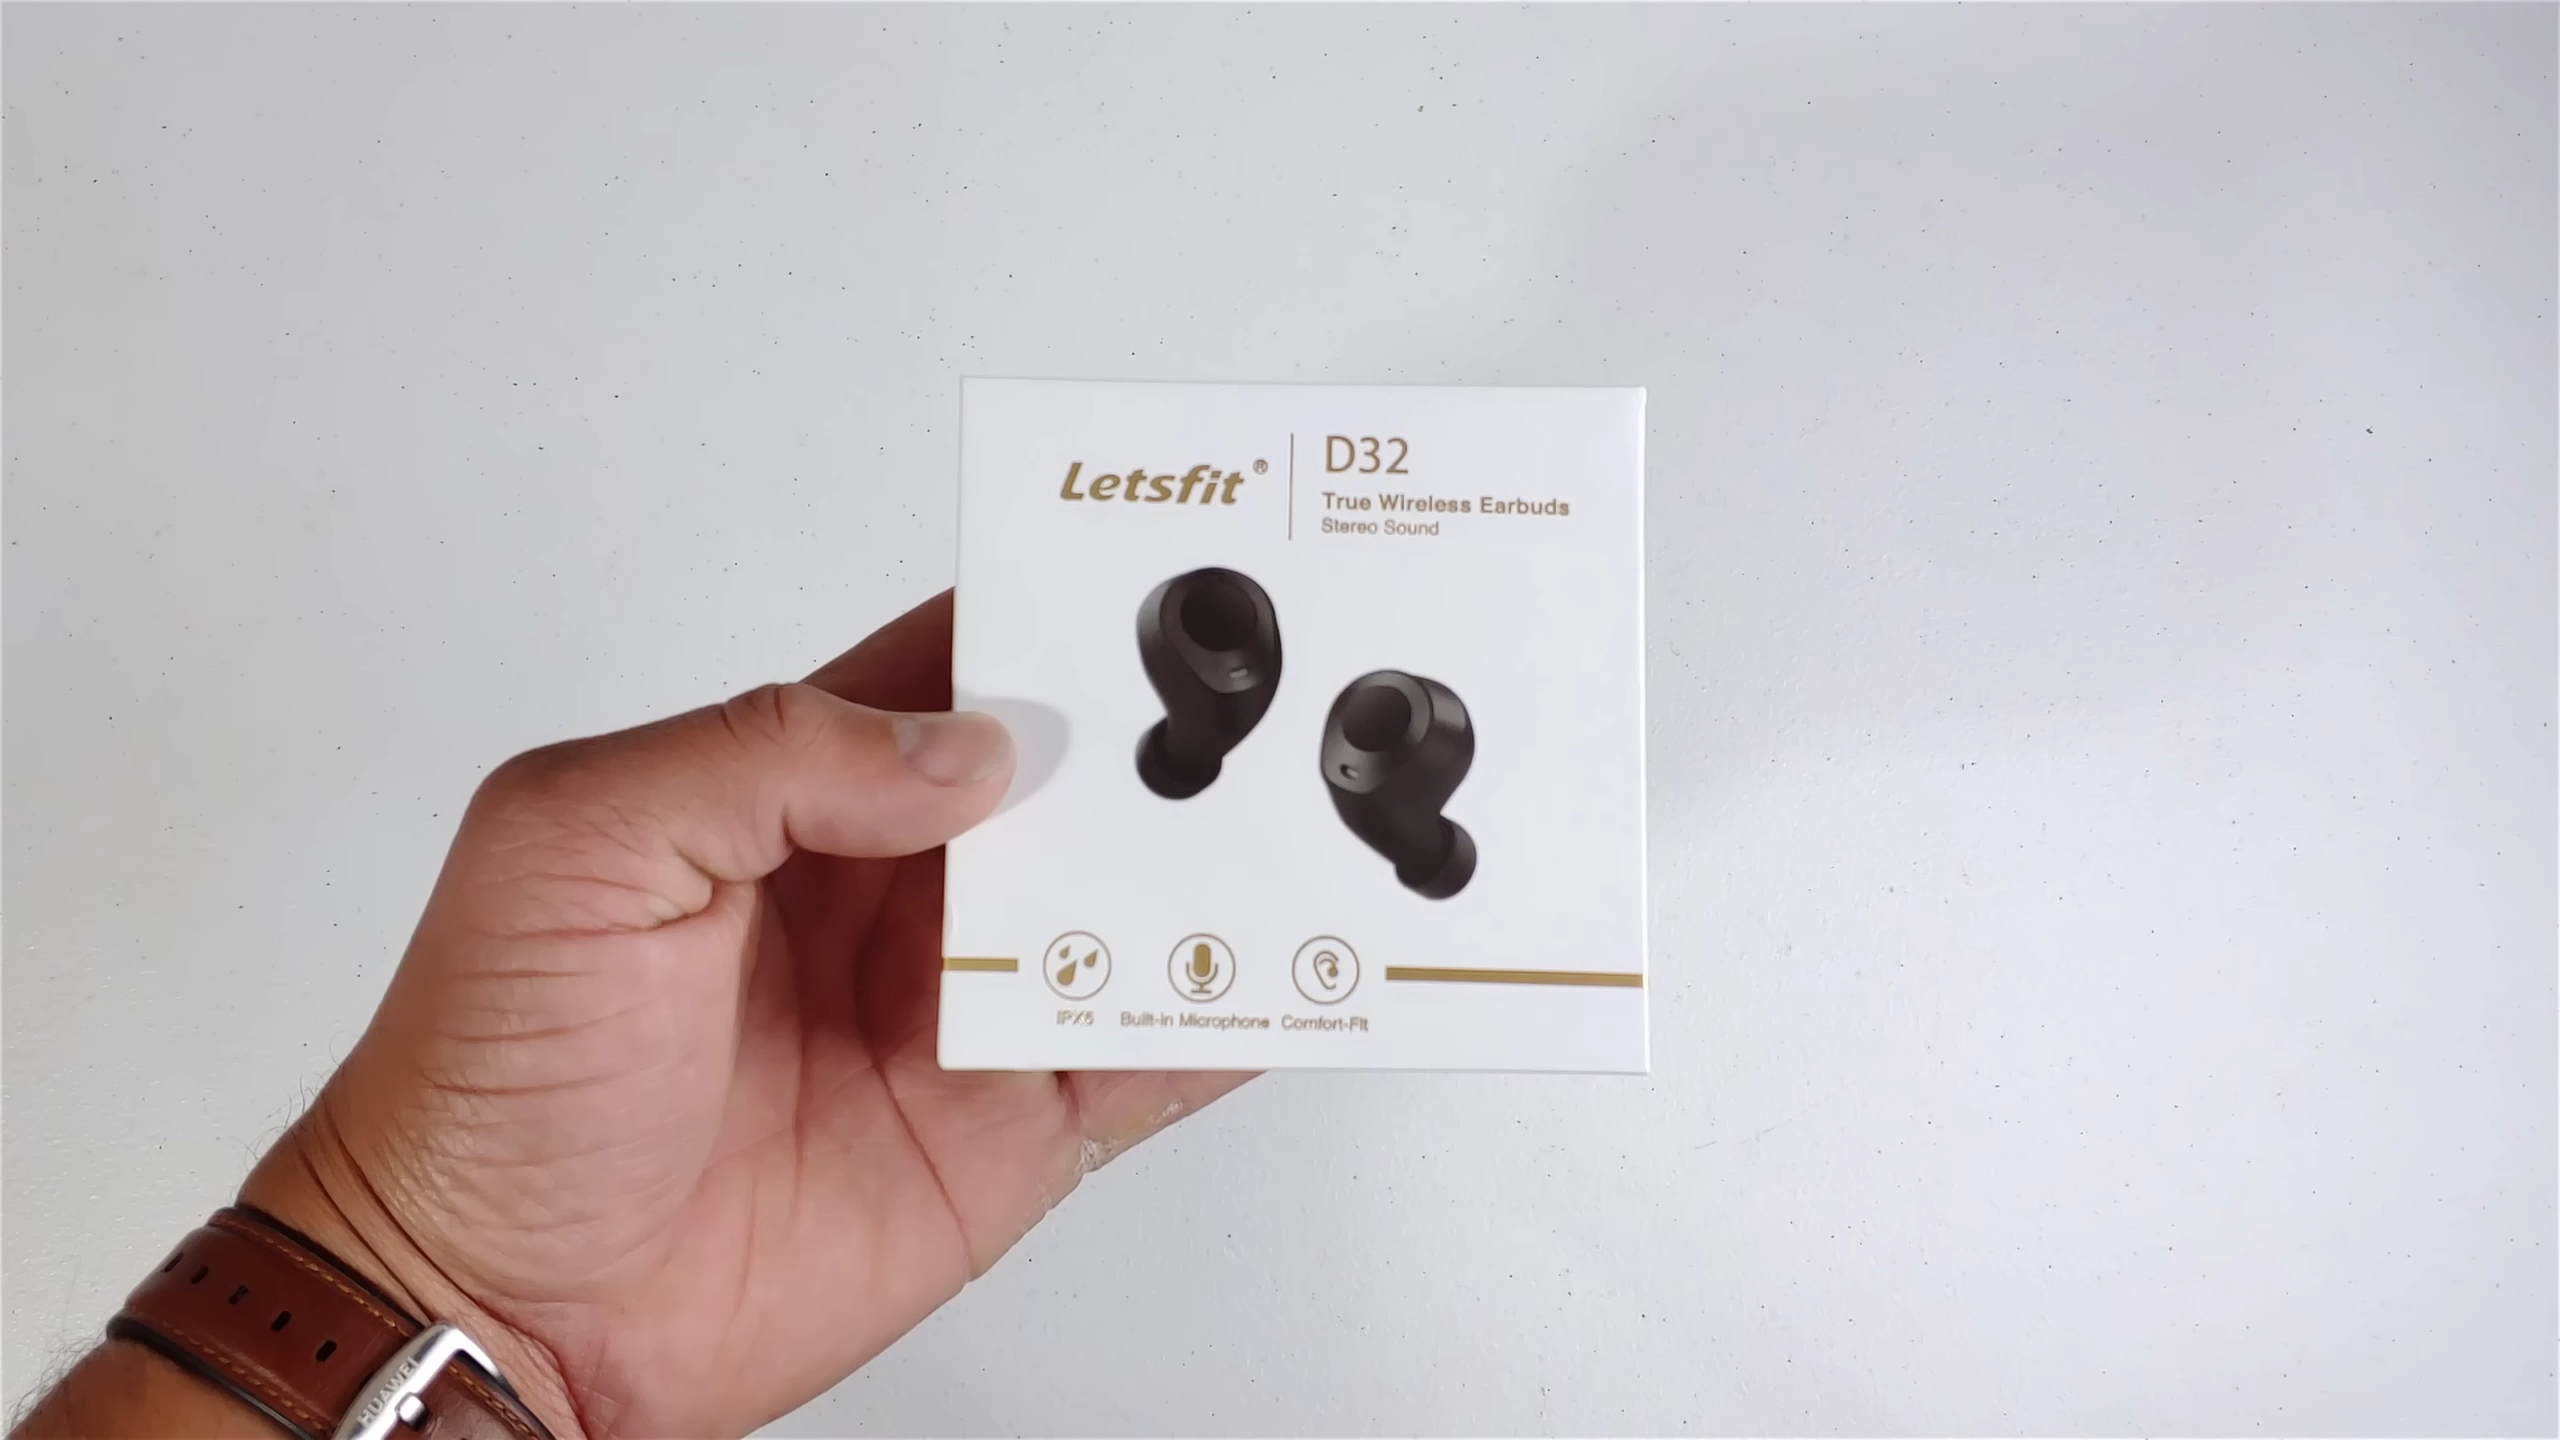 Letsfit®
D32
True Wireless Earbuds
Stereo Sound
Built-in Microphone
Comfort-Fit
HUAWEI